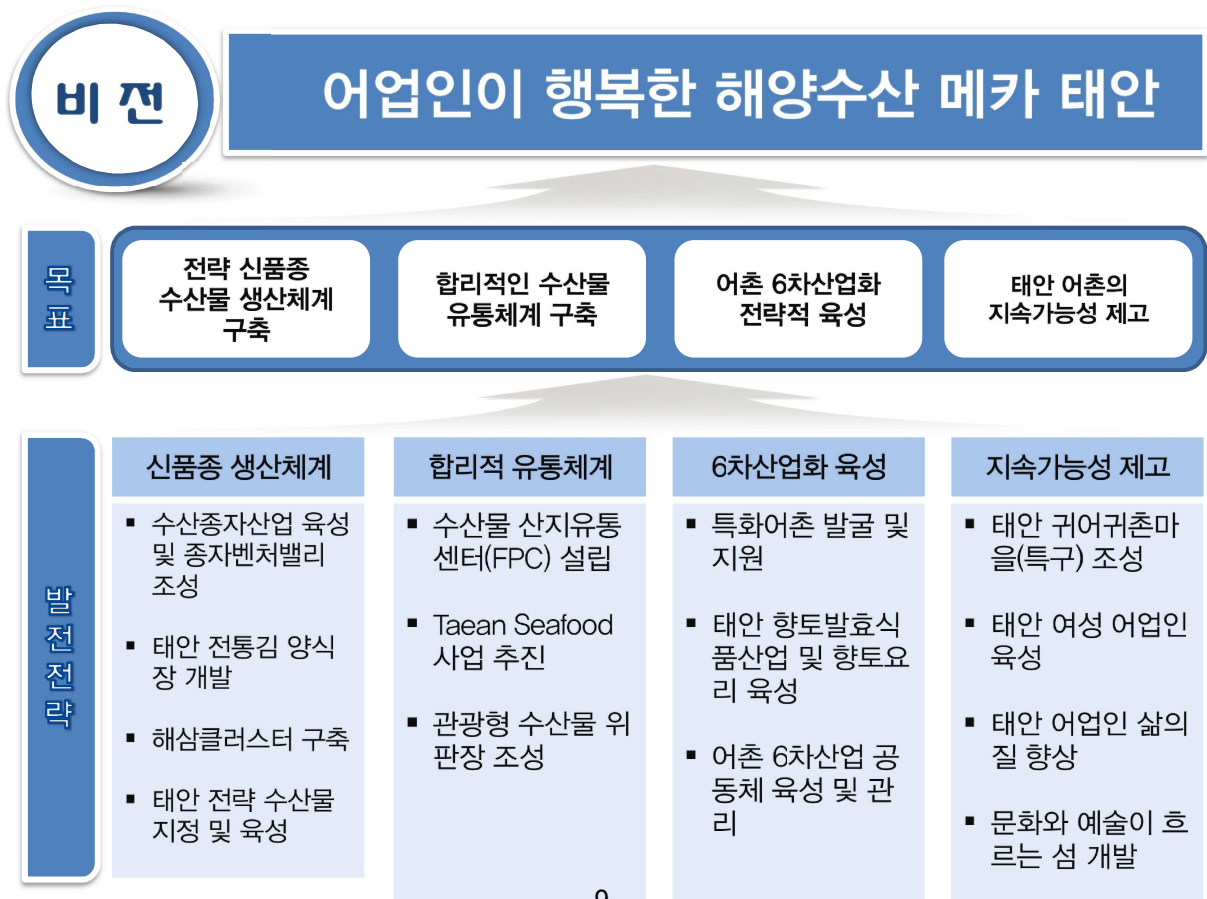 비전
어업인이 행복한 해양수산 메카 태안
목
표
전략 신품종
수산물 생산체계
구축
합리적인 수산물
유통체계 구축
어촌 6차산업화
전략적 육성
태안 어촌의
지속가능성 제고
발
전
전
략
신품종 생산체계
▪ 수산종자산업 육성
및 종자벤처밸리
조성
▪ 태안 전통김 양식
장 개발
▪ 해삼클러스터 구축
▪ 태안 전략 수산물
지정 및 육성
합리적 유통체계
▪ 수산물 산지유통
센터(FPC) 설립
▪ Taean Seafood
사업 추진
▪ 관광형 수산물 위
판장 조성
6차산업화 육성
▪ 특화어촌 발굴 및
지원
▪ 태안 향토발효식
품산업 및 향토요
리 육성
▪ 어촌 6차산업 공
동체 육성 및 관
리
지속가능성 제고
▪ 태안 귀어귀촌마
을(특구) 조성
▪ 태안 여성 어업인
육성
▪ 태안 어업인 삶의
질 향상
▪ 문화와 예술이 흐
르는 섬 개발